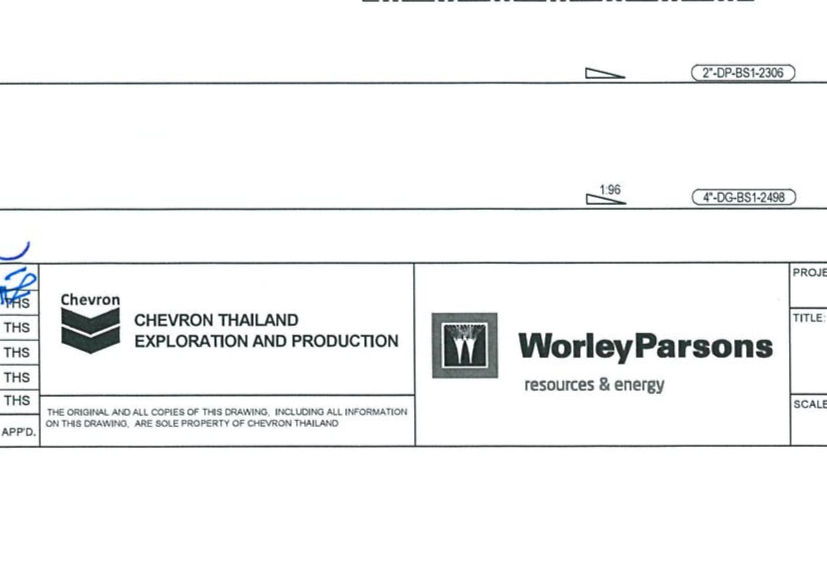 2"-DP-BS1-2306
1:96
4"-DG-BS1-2498
THS
THS
THS
THS
THS
APP'D.
Chevron
CHEVRON THAILAND
EXPLORATION AND PRODUCTION
THE ORIGINAL AND ALL COPIES OF THIS DRAWING, INCLUDING ALL INFORMATION
ON THIS DRAWING, ARE SOLE PROPERTY OF CHEVRON THAILAND
WorleyParsons
resources & energy
PROJE
TITLE:
SCALE